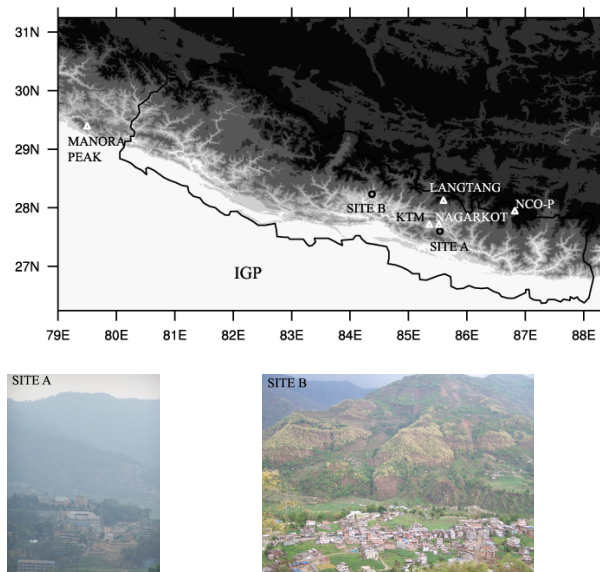 31N
30N
29N
28N
27N
MANORA
PEAK
LANGTANG
SITE B
NCO-P
KTM
NAGARKOT
SITE A
IGP
79E
80E
81E
82E
83E
84E
85E
86E
87E
88E
SITE A
SITE B